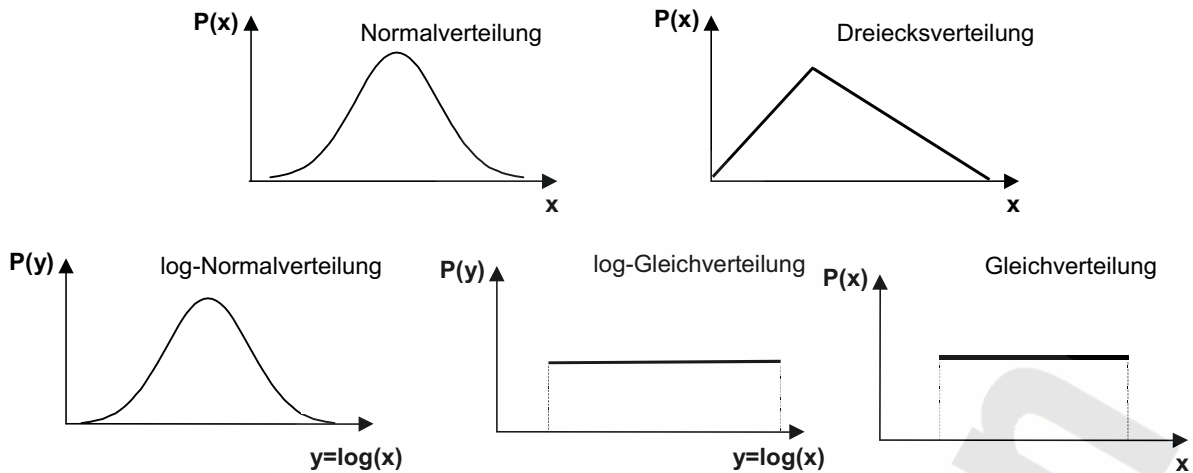 P(x)
Normalverteilung
x
P(x)
Dreiecksverteilung
x
P(y)
log-Normalverteilung
y=log(x)
P(y)
log-Gleichverteilung
y=log(x)
P(x)
Gleichverteilung
x